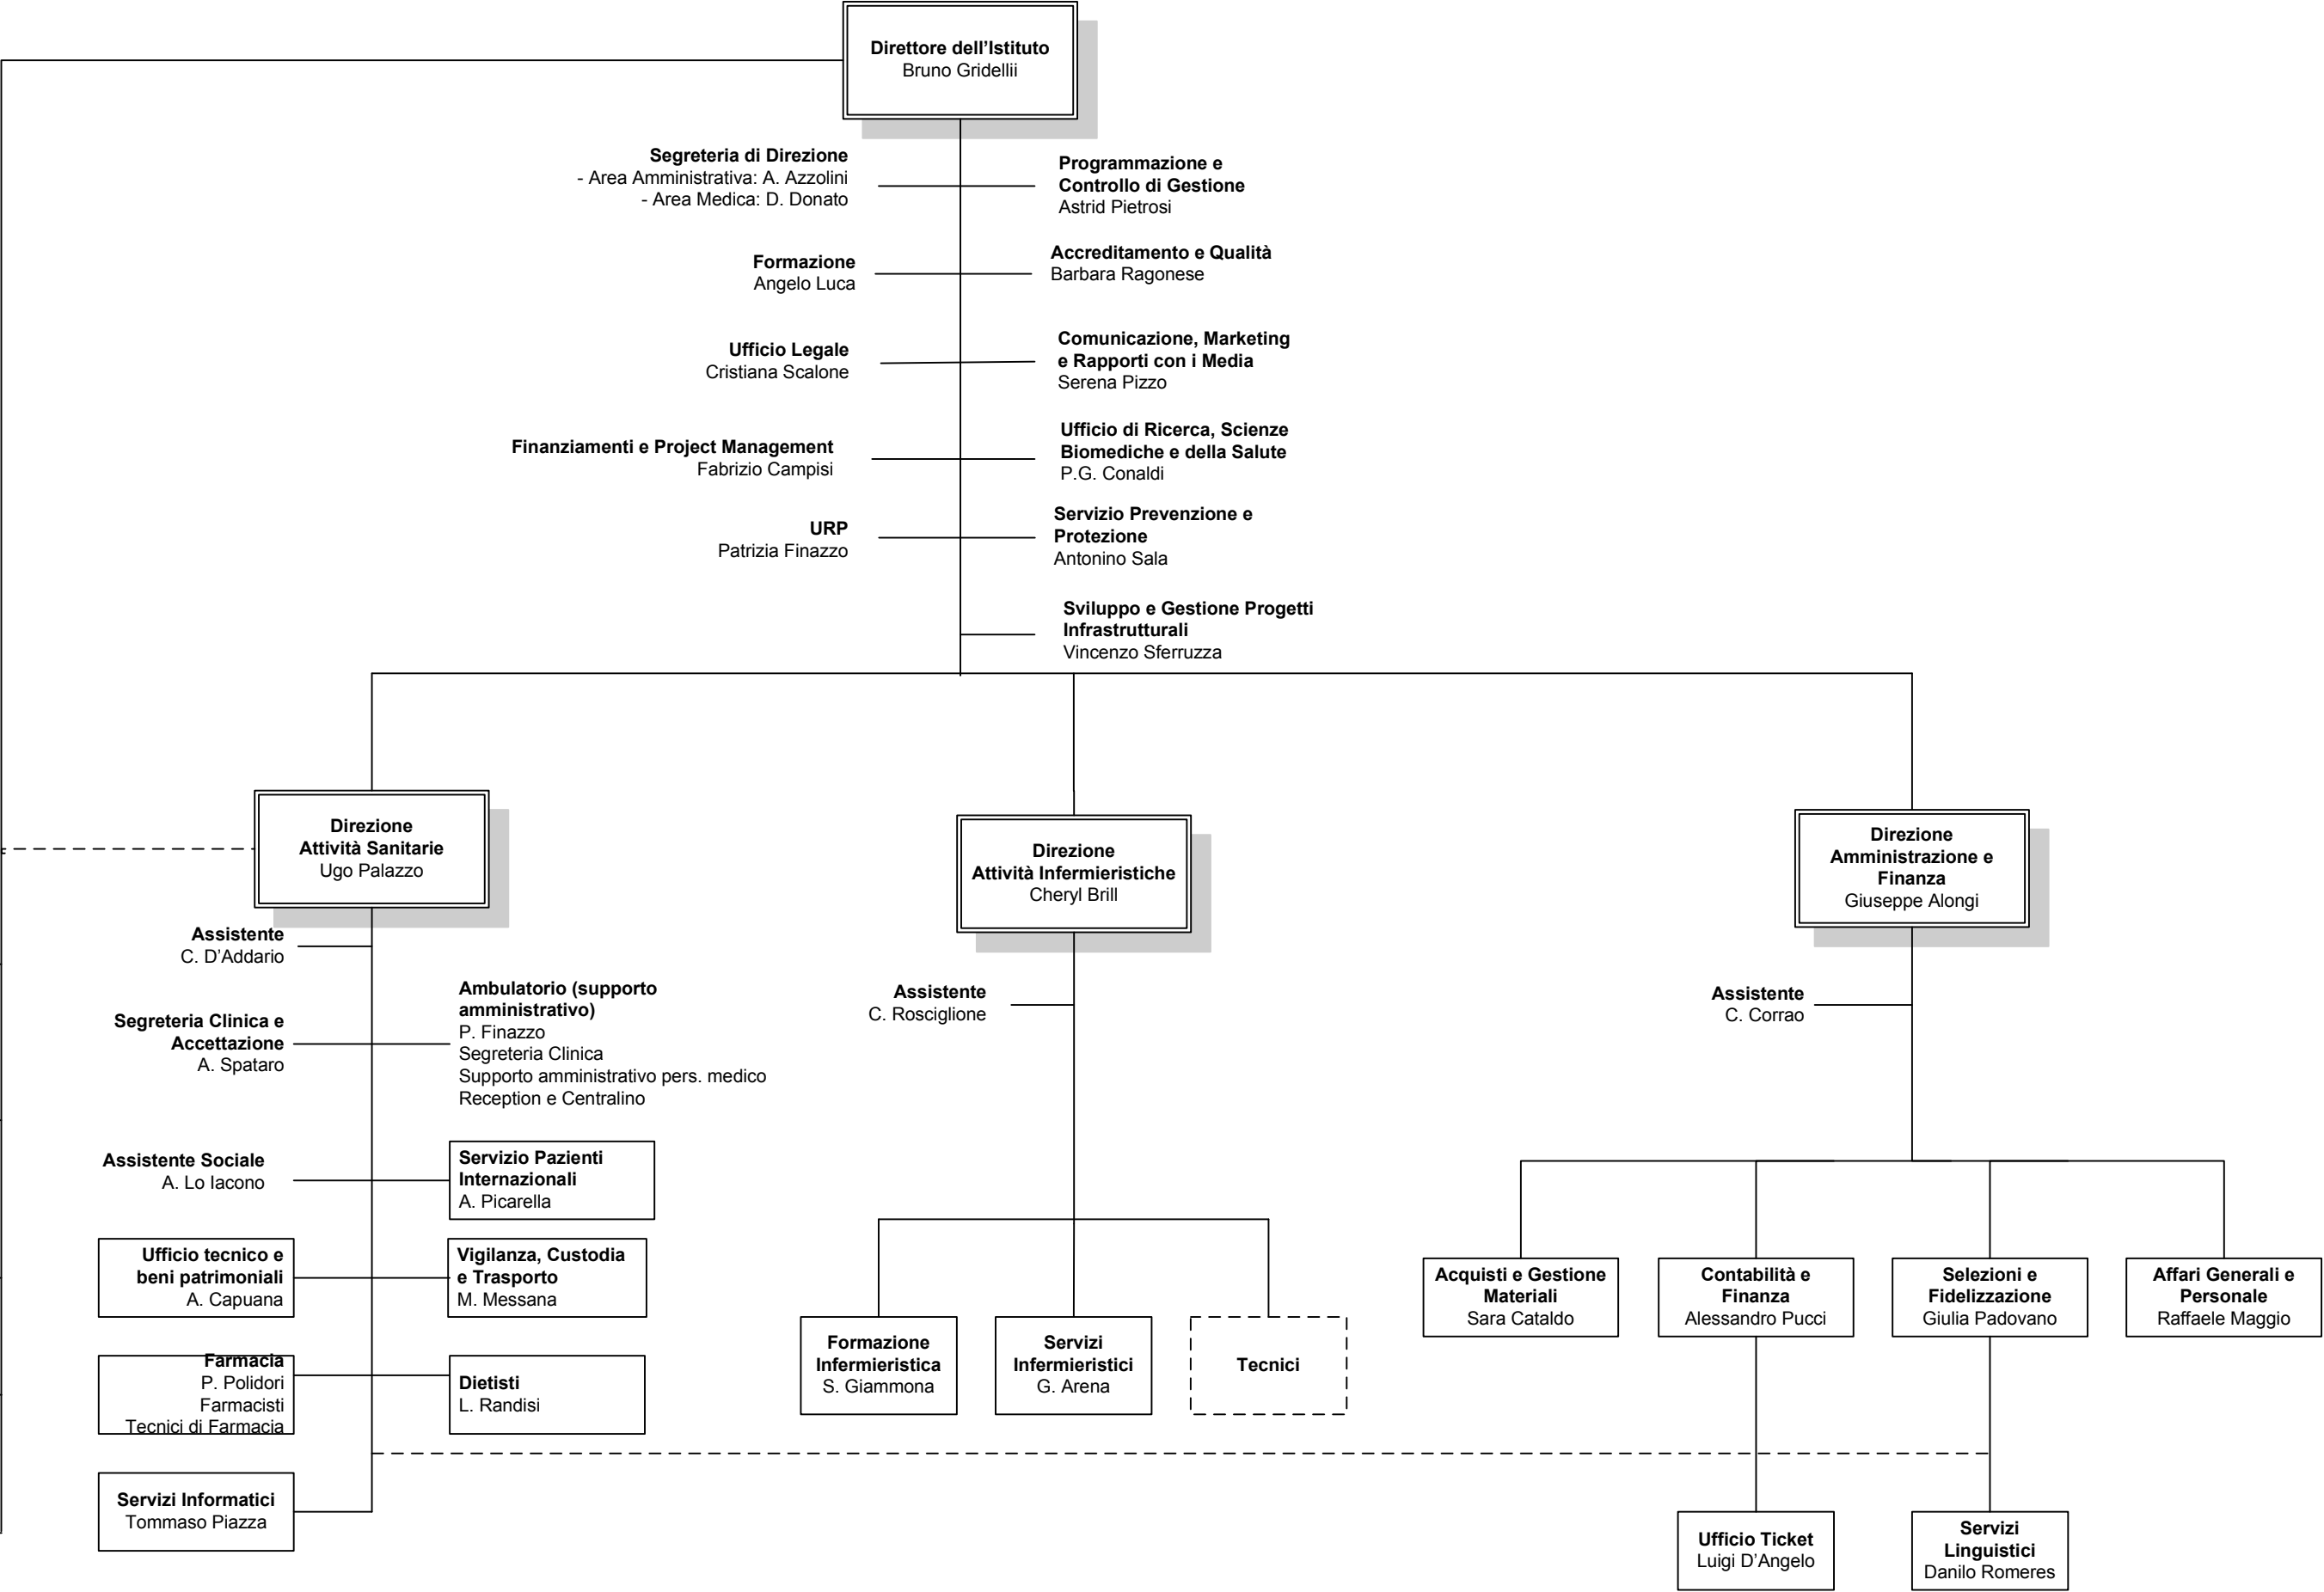 Direttore dell’Istituto
Bruno Gridellii
Segreteria di Direzione
- Area Amministrativa: A. Azzolini
- Area Medica: D. Donato
Programmazione e
Controllo di Gestione
Astrid Pietrosi
Formazione
Angelo Luca
Accreditamento e Qualità
Barbara Ragonese
Ufficio Legale
Cristiana Scalone
Comunicazione, Marketing
e Rapporti con i Media
Serena Pizzo
Finanziamenti e Project Management
Fabrizio Campisi
Ufficio di Ricerca, Scienze
Biomediche e della Salute
P.G. Conaldi
URP
Patrizia Finazzo
Servizio Prevenzione e
Protezione
Antonino Sala
Sviluppo e Gestione Progetti
Infrastrutturali
Vincenzo Sferruzza
Direzione
Attività Sanitarie
Ugo Palazzo
Direzione
Attività Infermieristiche
Cheryl Brill
Direzione
Amministrazione e
Finanza
Giuseppe Alongi
Assistente
C. D’Addario
Segreteria Clinica e
Accettazione
A. Spataro
Ambulatorio (supporto
amministrativo)
P. Finazzo
Segreteria Clinica
Supporto amministrativo pers. medico
Reception e Centralino
Assistente Sociale
A. Lo Iacono
Servizio Pazienti
Internazionali
A. Picarella
Ufficio tecnico e
beni patrimoniali
A. Capuana
Vigilanza, Custodia
e Trasporto
M. Messana
Farmacia
P. Polidori
Farmacisti
Tecnici di Farmacia
Dietisti
L. Randisi
Servizi Informatici
Tommaso Piazza
Assistente
C. Rosciglione
Formazione
Infermieristica
S. Giammona
Servizi
Infermieristici
G. Arena
Tecnici
Assistente
C. Corrao
Acquisti e Gestione
Materiali
Sara Cataldo
Contabilità e
Finanza
Alessandro Pucci
Selezioni e
Fidelizzazione
Giulia Padovano
Affari Generali e
Personale
Raffaele Maggio
Ufficio Ticket
Luigi D’Angelo
Servizi
Linguistici
Danilo Romeres